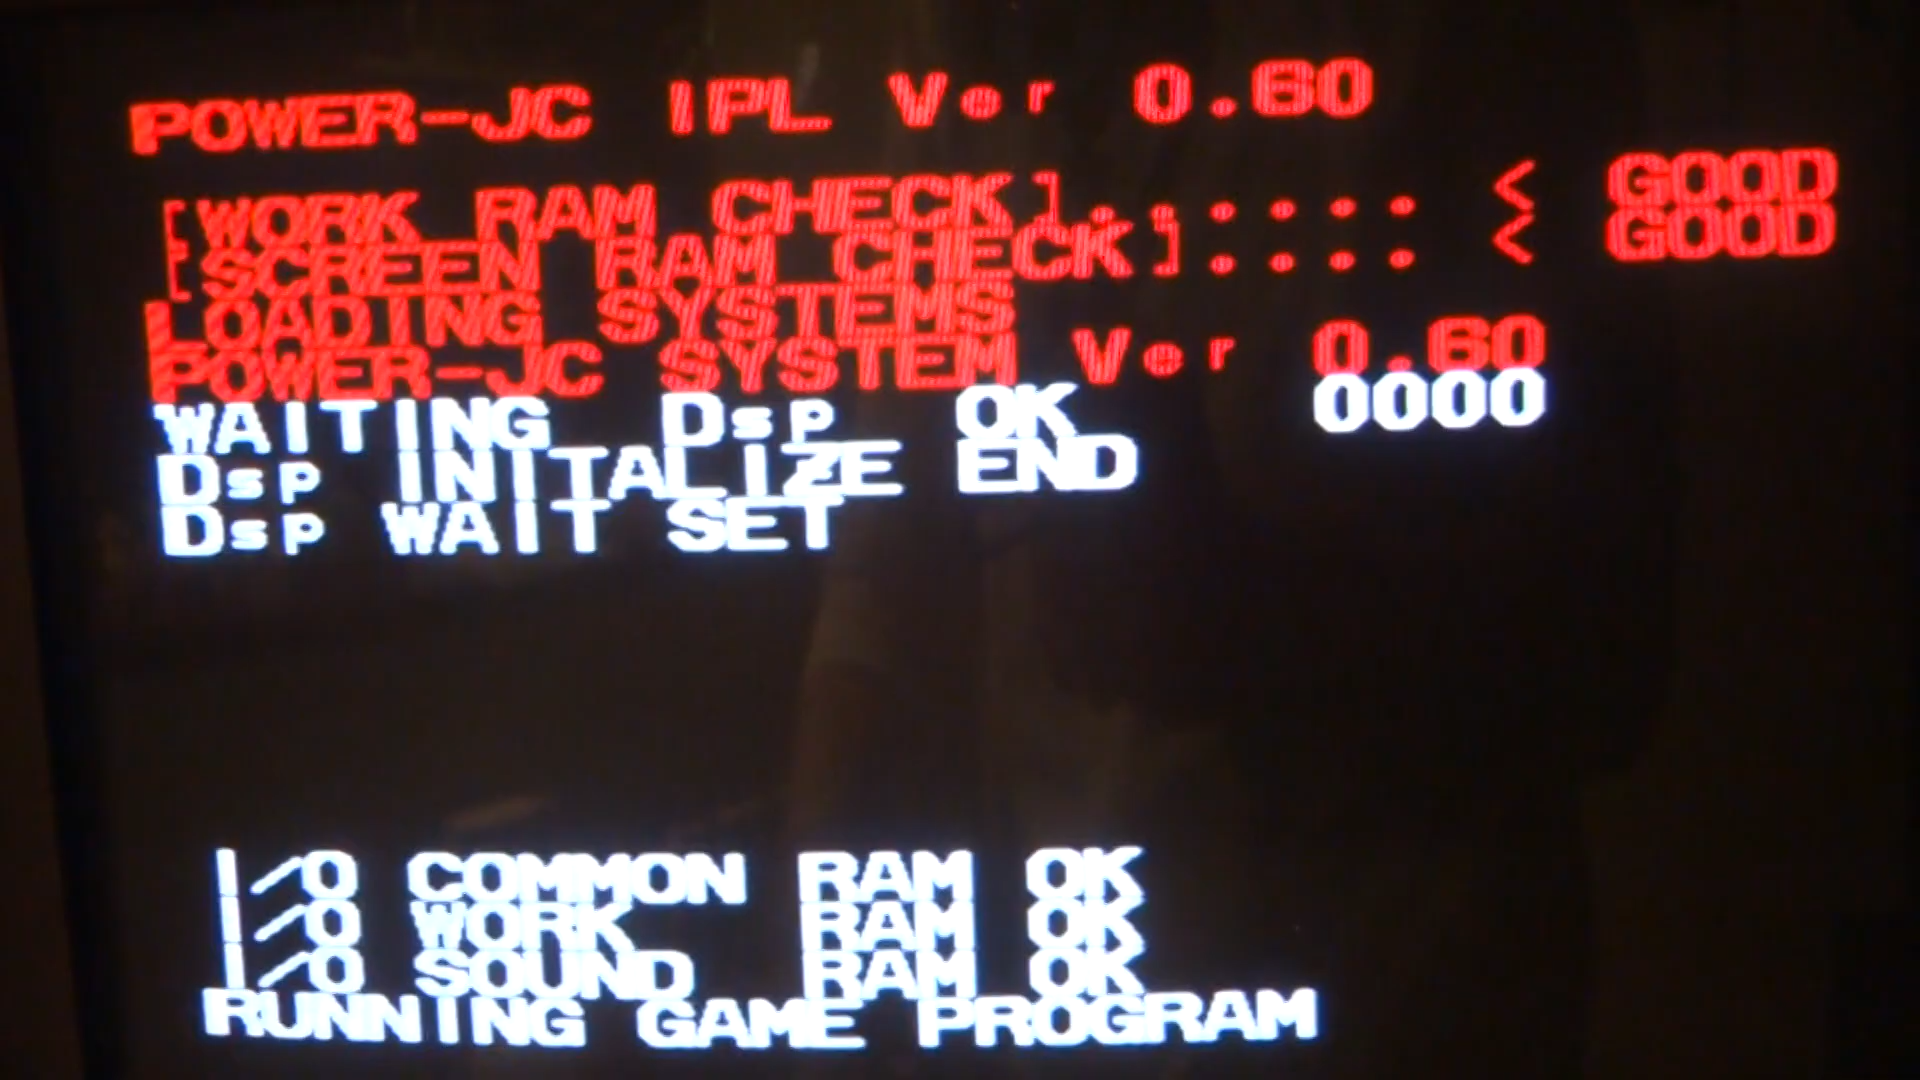 POWER-JC IPL Ver 0.60
[WORK RAM CHECK]...... < GOOD
[SCREEN RAM CHECK].... < GOOD
LOADING SYSTEMS
POWER-JC SYSTEM Ver 0.60
WAITING Dsp OK 0000
Dsp INITALIZE END
Dsp WAIT SET
I/O COMMON RAM OK
I/O WORK RAM OK
I/O SOUND RAM OK
RUNNING GAME PROGRAM